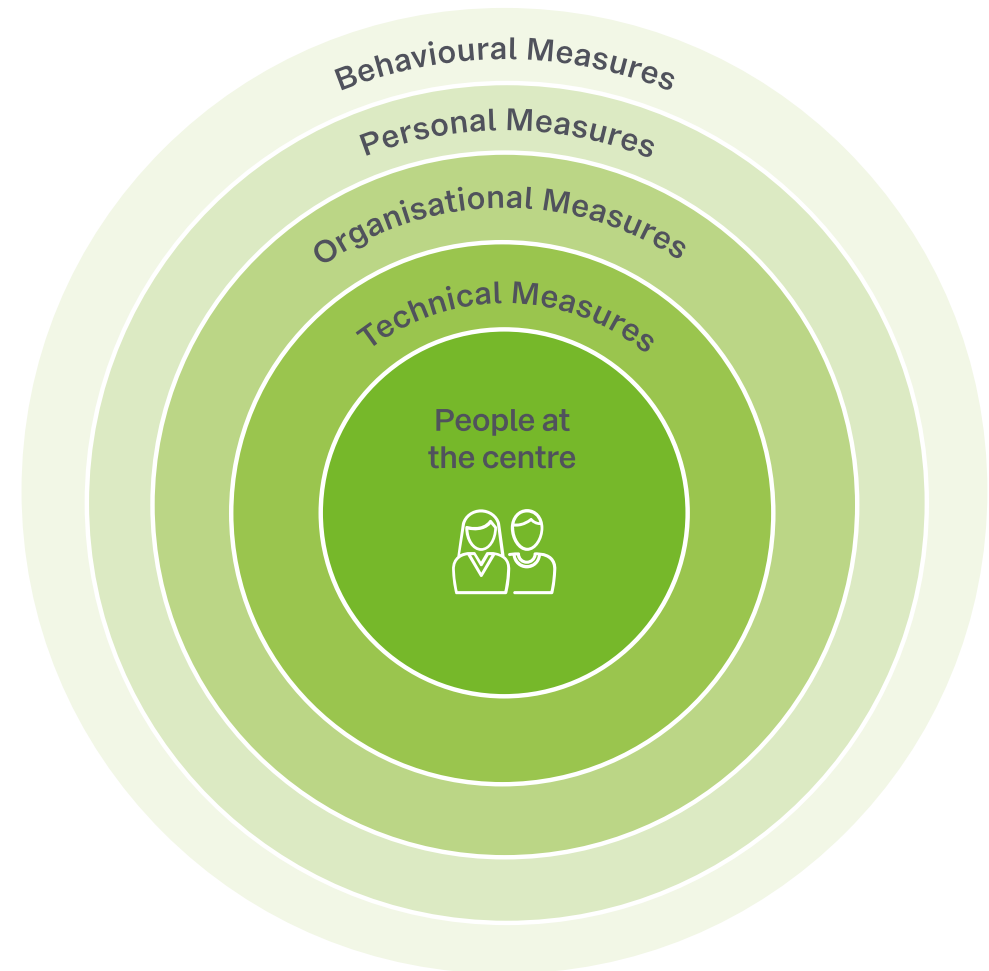 Behavioural Measures
Personal Measures
Organisational Measures
Technical Measures
People at
the centre